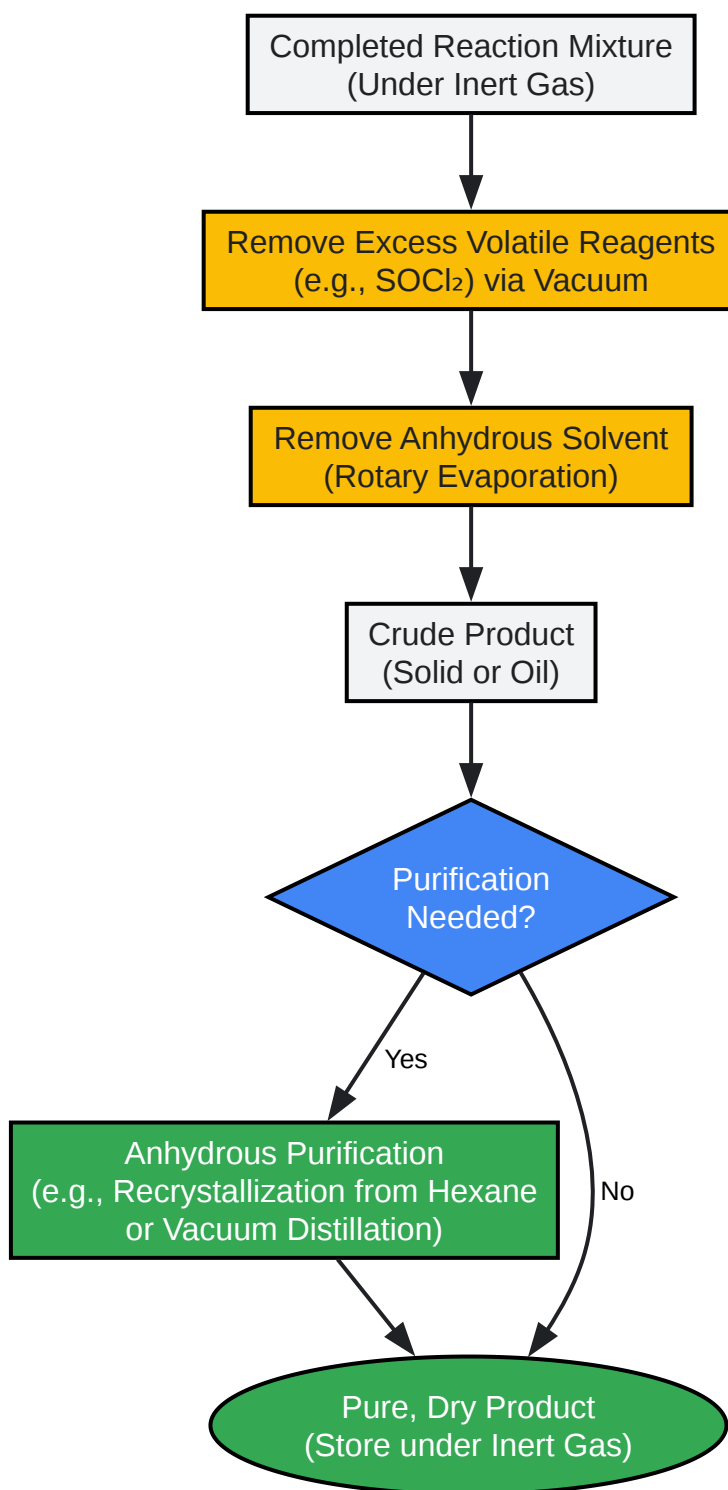 Completed Reaction Mixture
(Under Inert Gas)
Remove Excess Volatile Reagents
(e.g., SOCl₂) via Vacuum
Remove Anhydrous Solvent
(Rotary Evaporation)
Crude Product
(Solid or Oil)
Purification
Needed?
Yes
Anhydrous Purification
(e.g., Recrystallization from Hexane
or Vacuum Distillation)
No
Pure, Dry Product
(Store under Inert Gas)